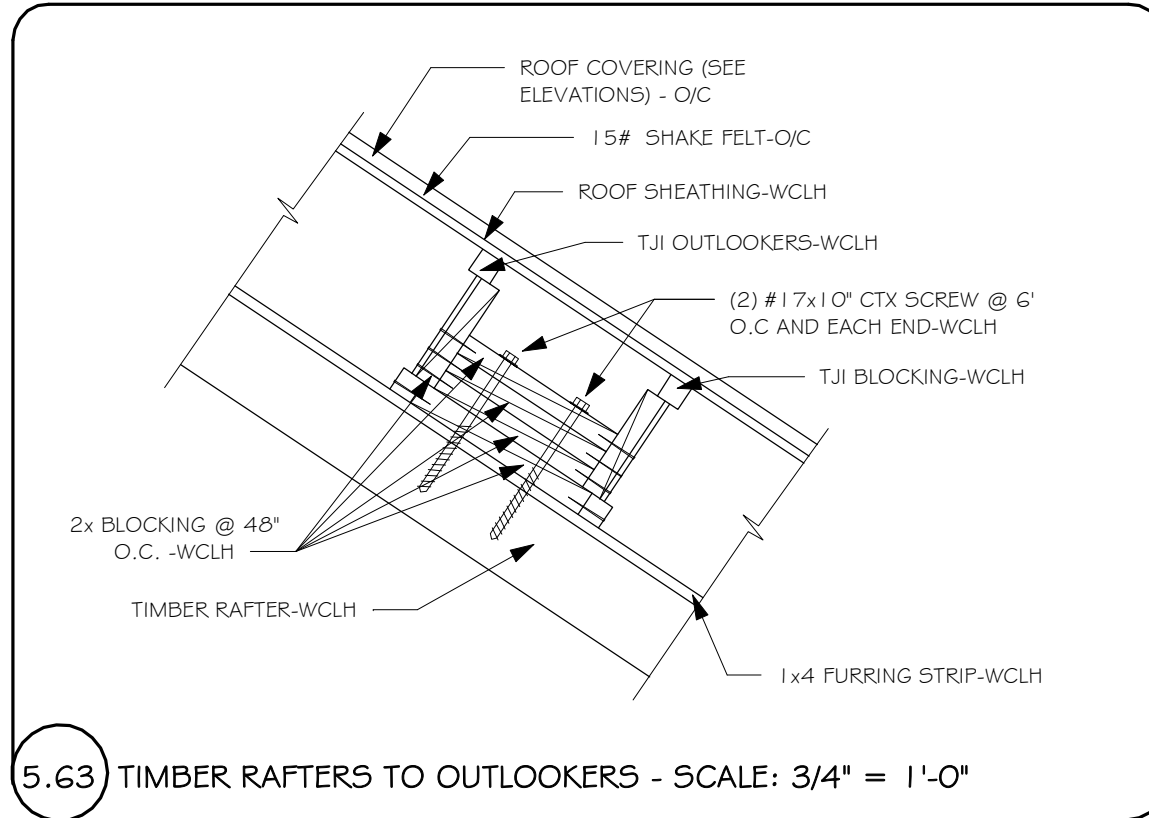 ROOF COVERING (SEE
ELEVATIONS) - O/C
15# SHAKE FELT-O/C
ROOF SHEATHING-WCLH
TJI OUTLOOKERS-WCLH
(2) #17x10" CTX SCREW @ 6'
O.C AND EACH END-WCLH
TJI BLOCKING-WCLH
2x BLOCKING @ 48"
O.C. -WCLH
TIMBER RAFTER-WCLH
1x4 FURRING STRIP-WCLH
5.63 TIMBER RAFTERS TO OUTLOOKERS - SCALE: 3/4" = 1'-0"